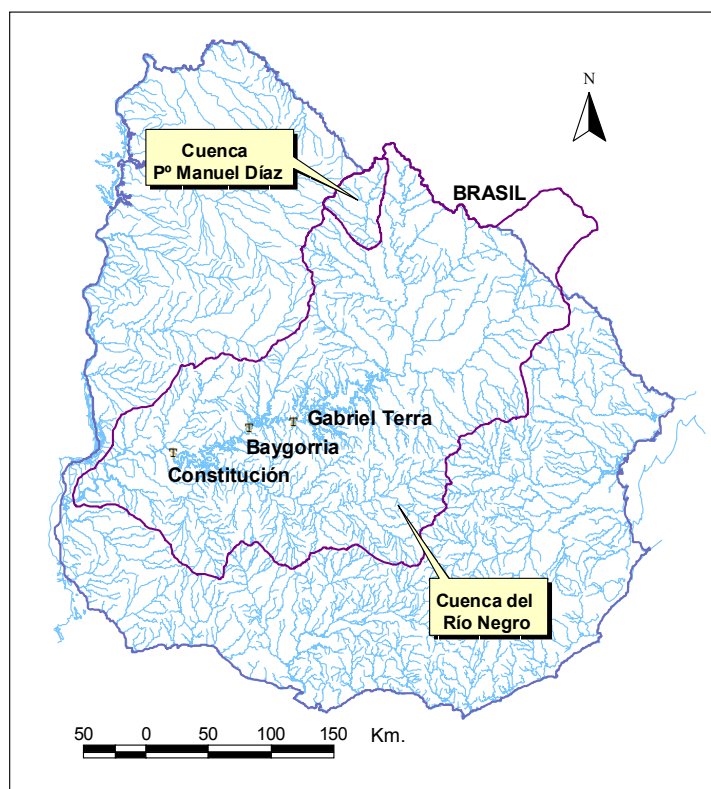 N
Cuenca
Pº Manuel Díaz
BRASIL
T Gabriel Terra
T
Baygorria
T
Constitución
Cuenca del
Río Negro
50 0 50 100 150 Km.